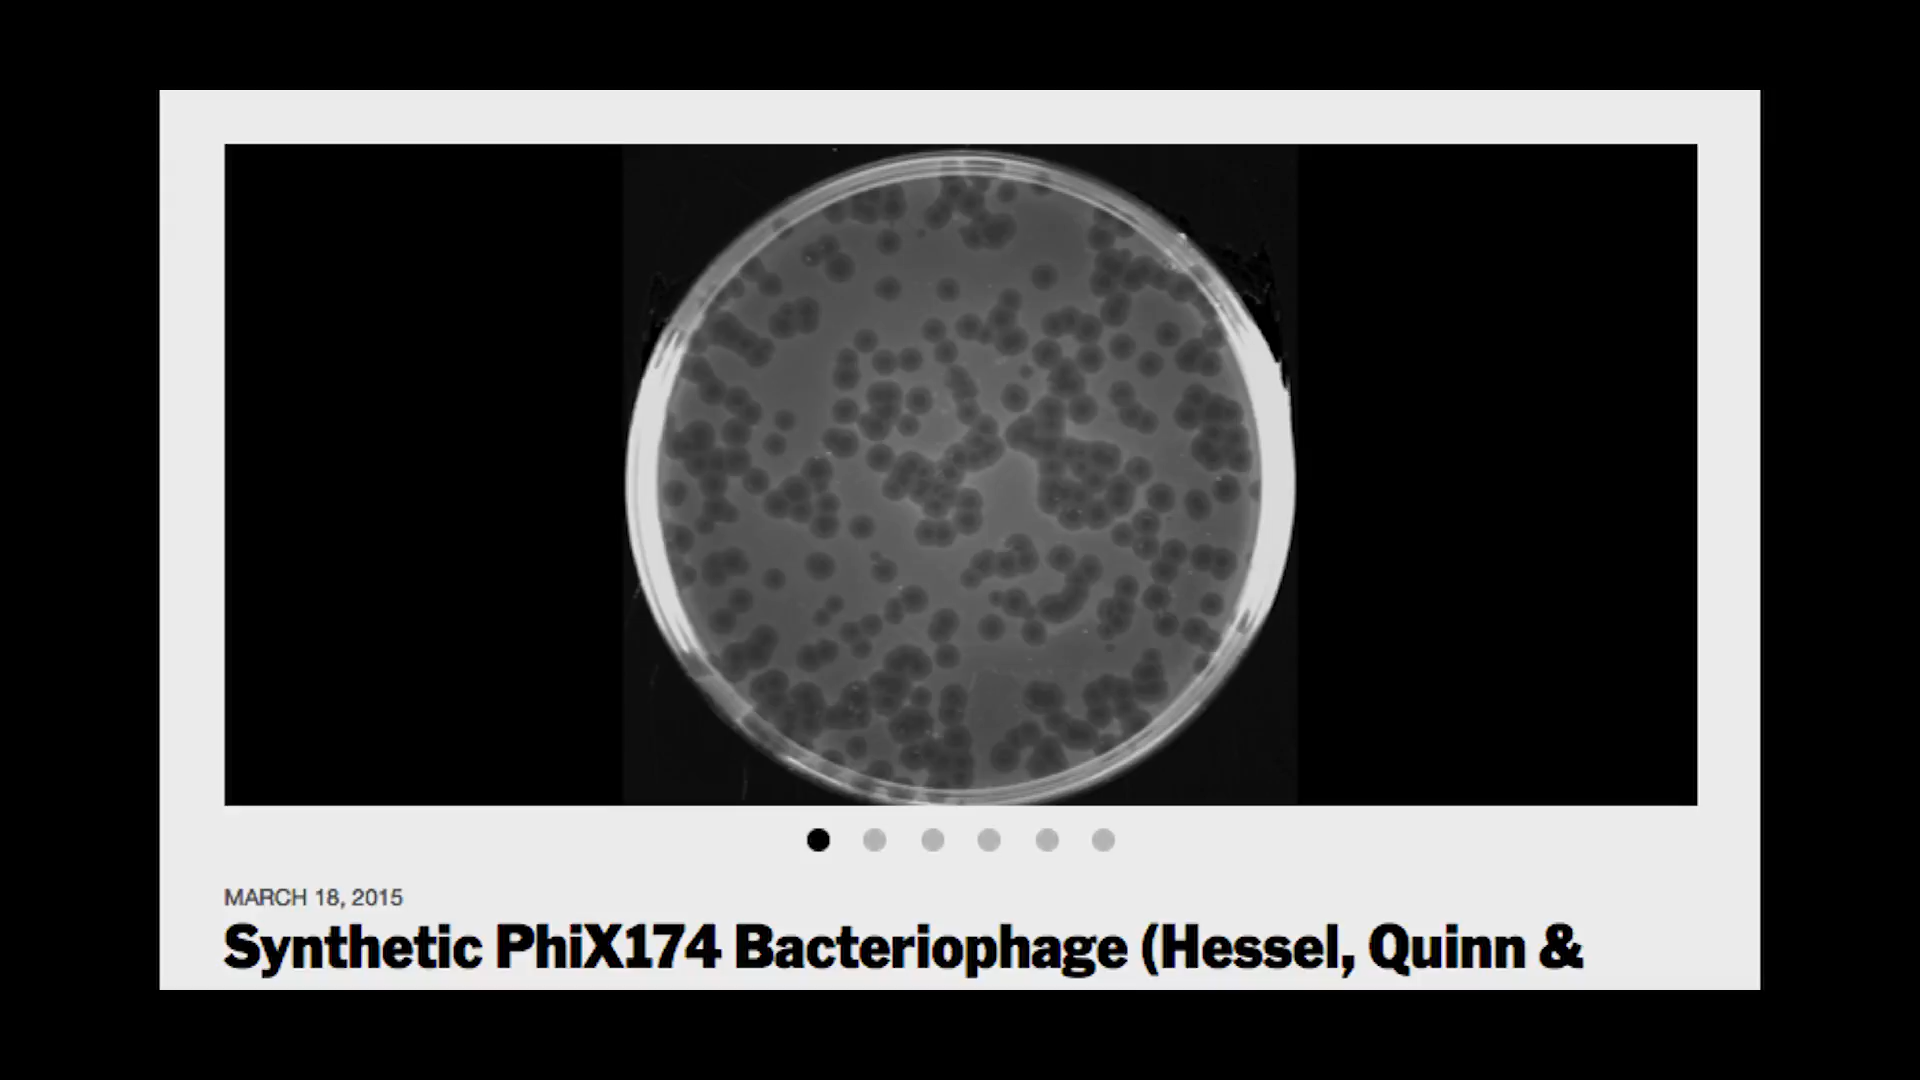 MARCH 18, 2015
Synthetic PhiX174 Bacteriophage (Hessel, Quinn &